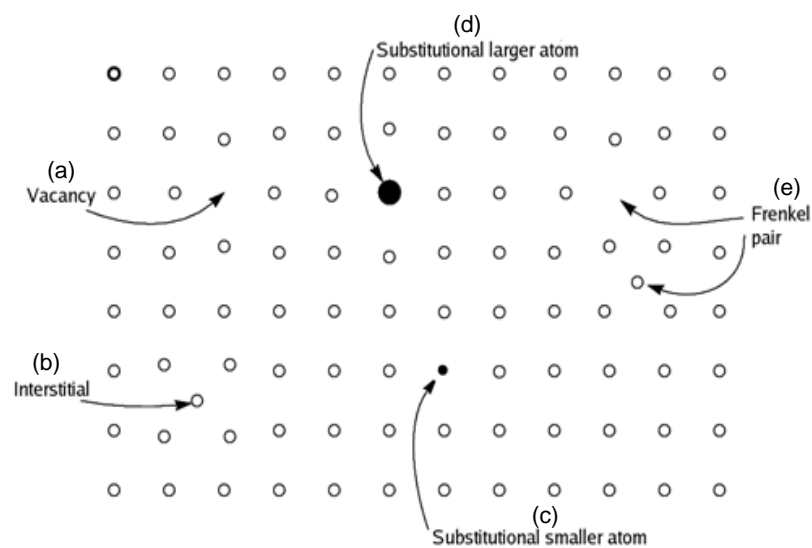 (d)
Substitutional larger atom
(a)
Vacancy
(e)
Frenkel
pair
(b)
Interstitial
(c)
Substitutional smaller atom